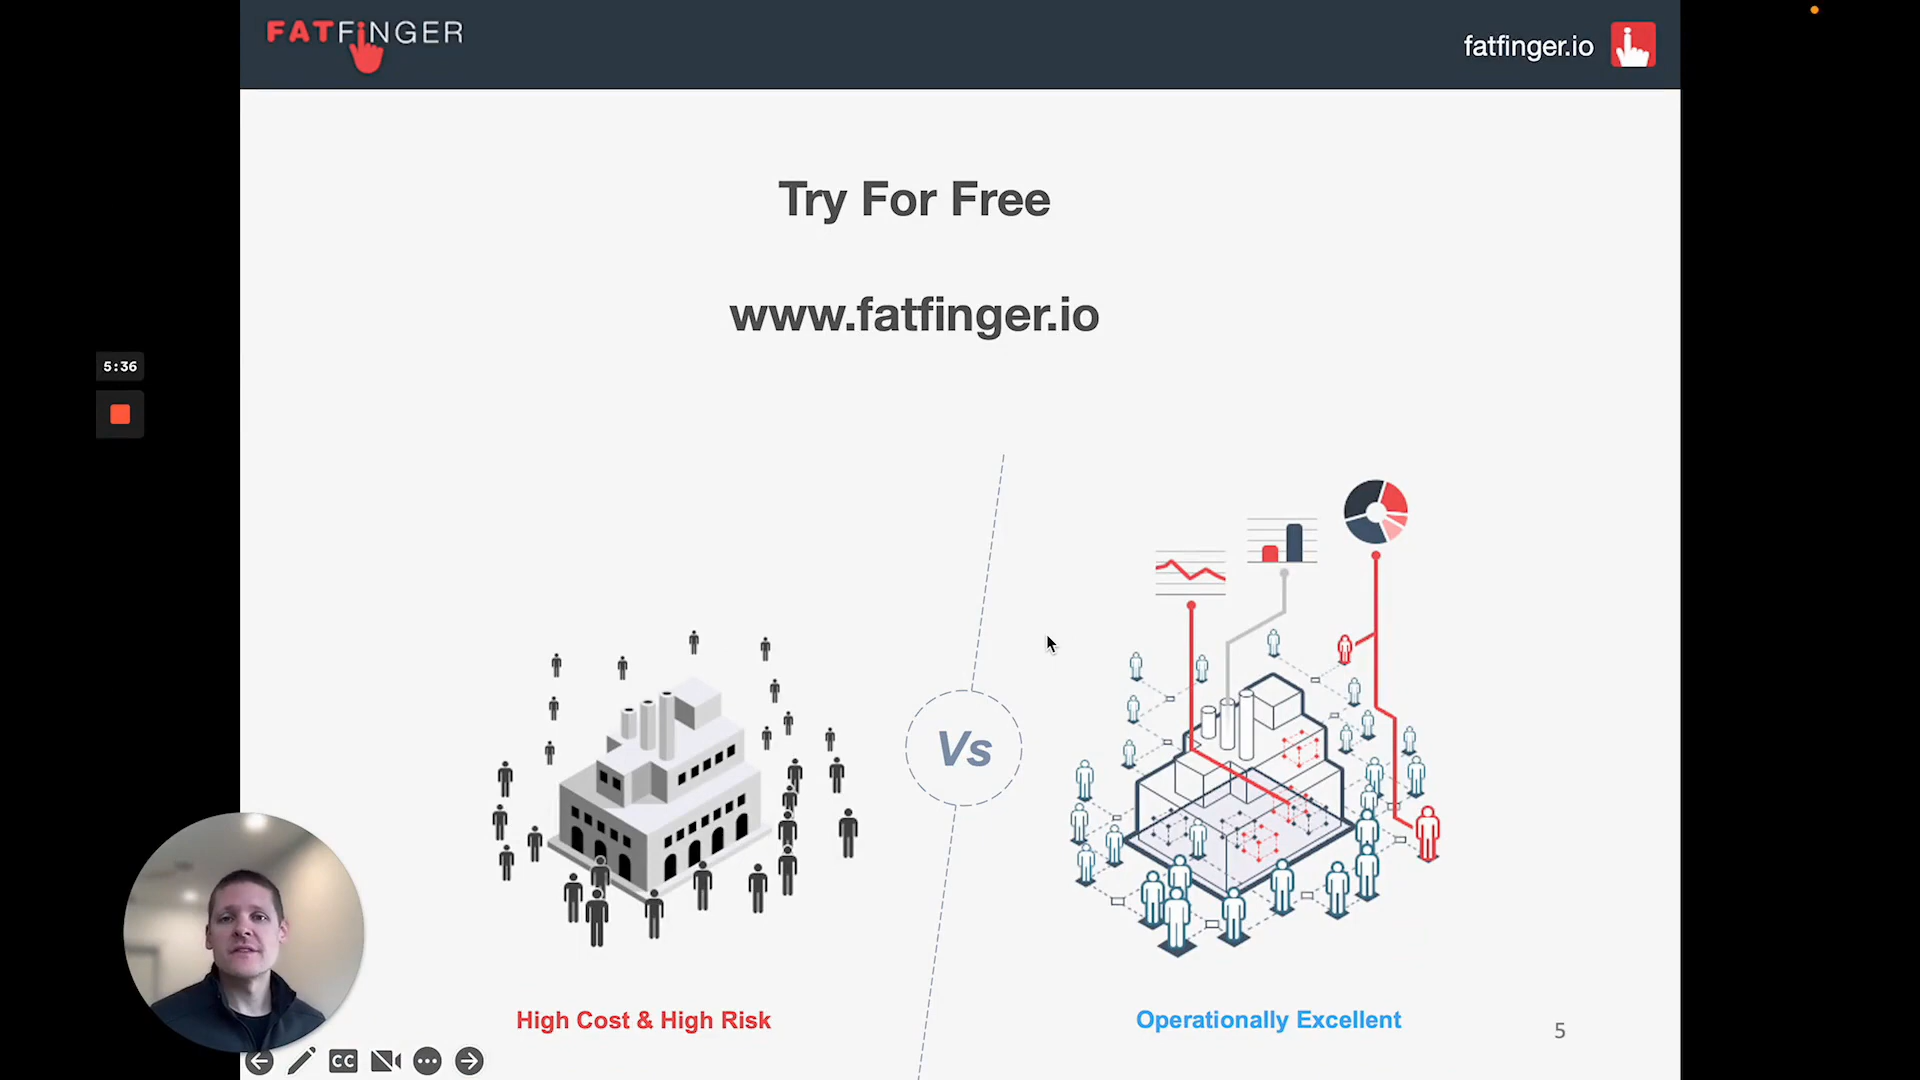 FATFiNGER
fatfinger.io
Try For Free
www.fatfinger.io
5:36
Vs
High Cost & High Risk
Operationally Excellent
5
CC